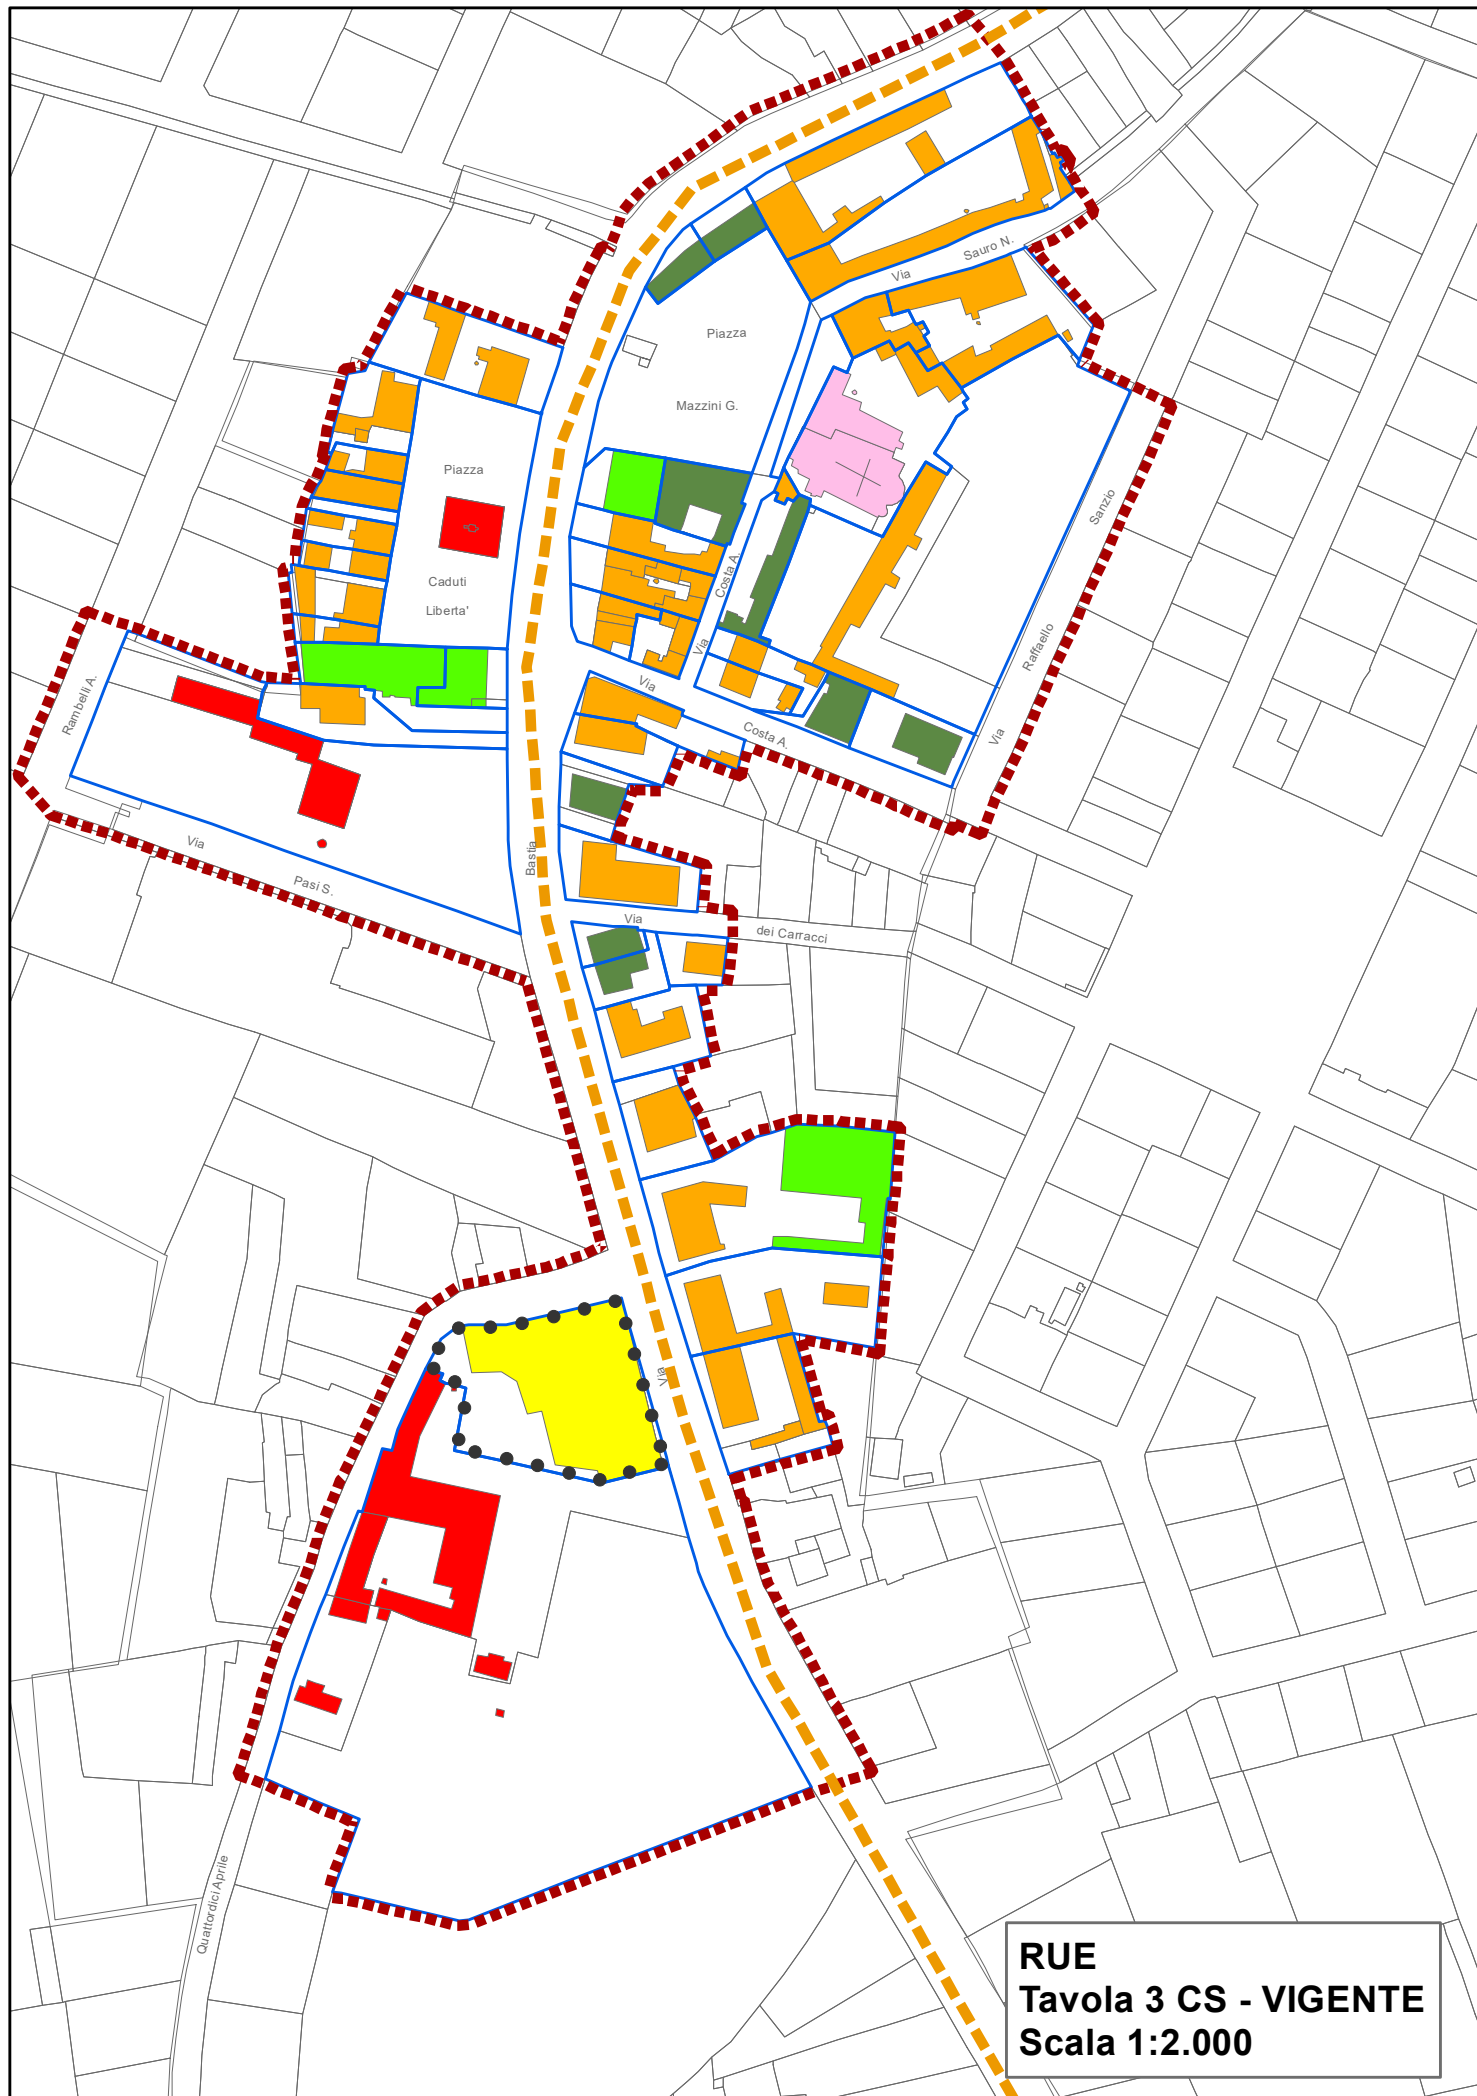 Via
Sauro N.
Piazza
Mazzini G.
Piazza
Caduti
Liberta'
Costa A.
Via
Via
Costa A.
Sanzio
Raffaello
Via
Rambelli A.
Via
Pasi S.
Bastia
Via
dei Carracci
Via
Quattordici Aprile
RUE
Tavola 3 CS - VIGENTE
Scala 1:2.000